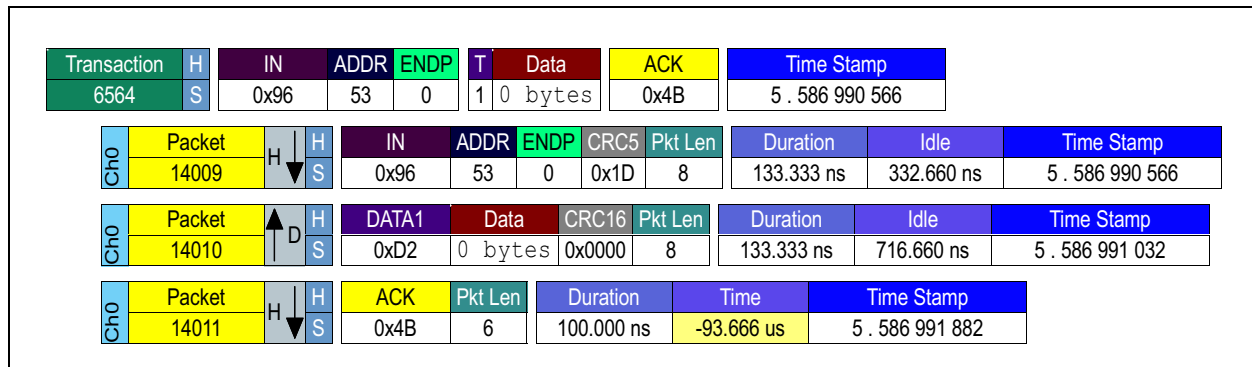 Transaction H IN ADDR ENDP T Data ACK Time Stamp
6564 S 0x96 53 0 1 0 bytes 0x4B 5 . 586 990 566
Ch0 Packet H H IN ADDR ENDP CRC5 Pkt Len Duration Idle Time Stamp
14009 S 0x96 53 0 0x1D 8 133.333 ns 332.660 ns 5 . 586 990 566
Ch0 Packet D H DATA1 Data CRC16 Pkt Len Duration Idle Time Stamp
14010 S 0xD2 0 bytes 0x0000 8 133.333 ns 716.660 ns 5 . 586 991 032
Ch0 Packet H H ACK Pkt Len Duration Time Time Stamp
14011 S 0x4B 6 100.000 ns -93.666 us 5 . 586 991 882